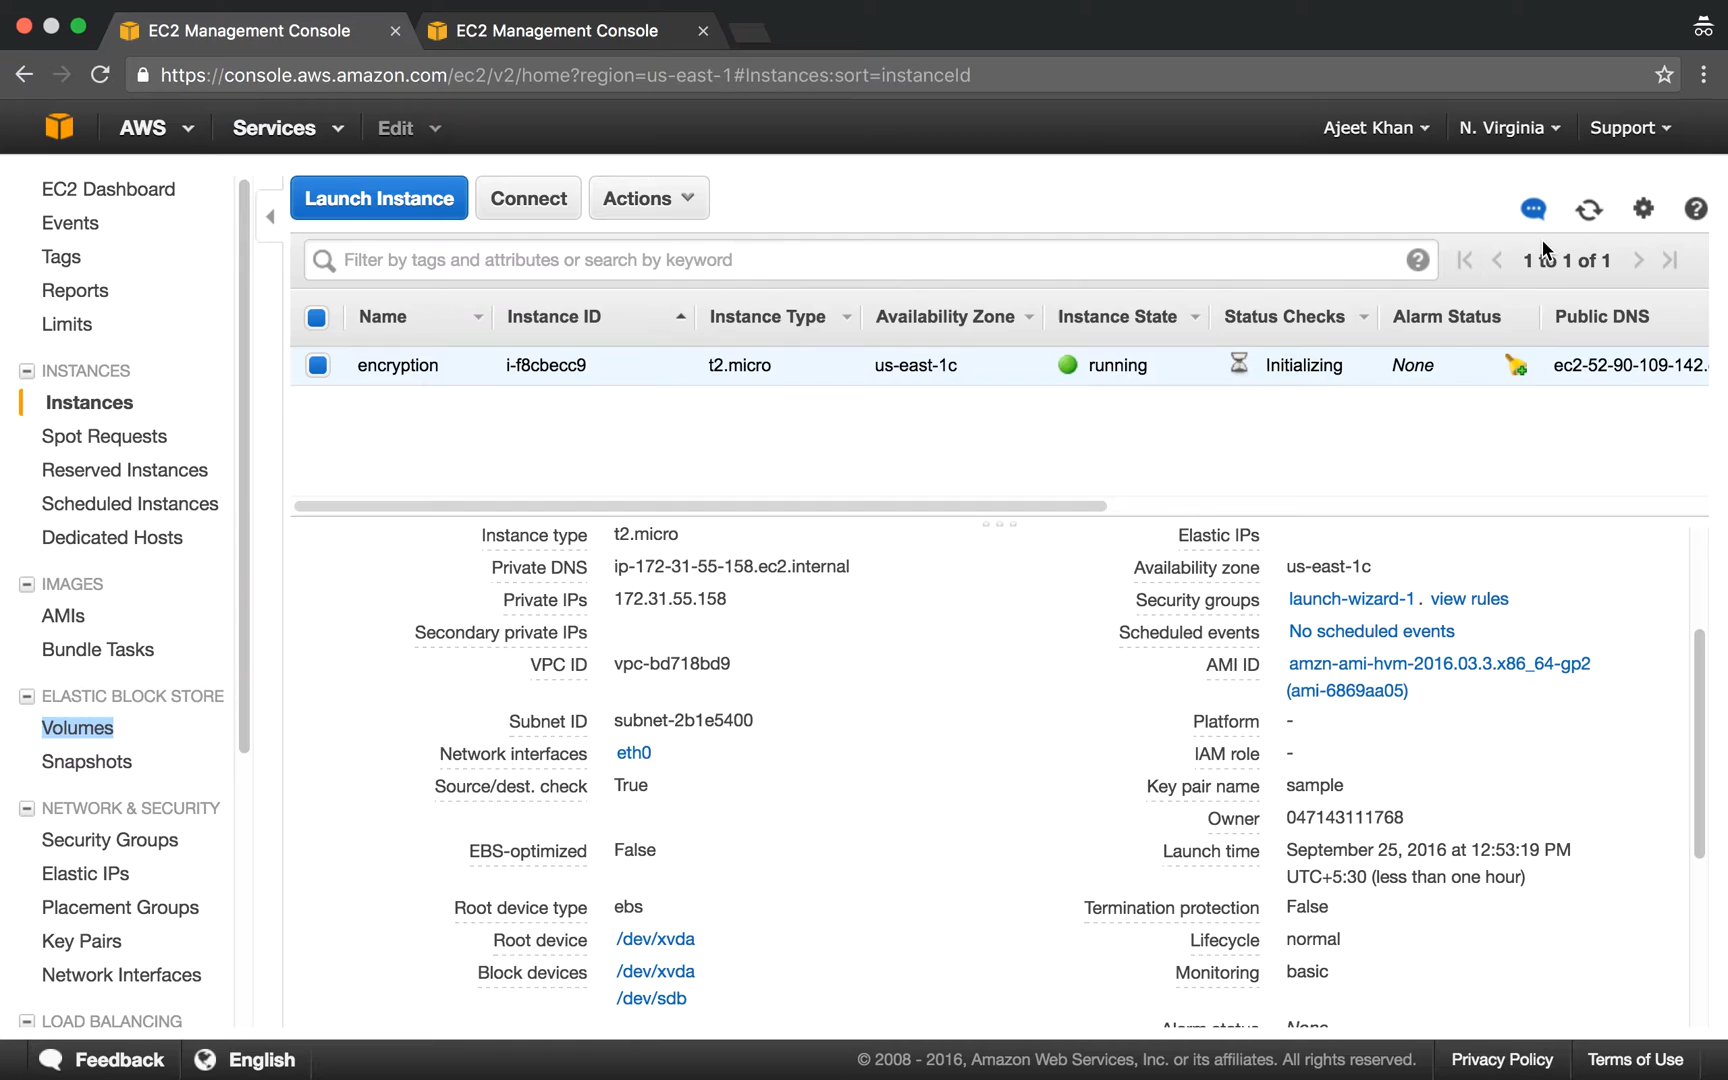 EC2 Management Console
EC2 Management Console
https://console.aws.amazon.com/ec2/v2/home?region=us-east-1#Instances:sort=instanceId
AWS Services Edit Ajeet Khan N. Virginia Support
EC2 Dashboard
Events
Tags
Reports
Limits
INSTANCES
Instances
Spot Requests
Reserved Instances
Scheduled Instances
Dedicated Hosts
IMAGES
AMIs
Bundle Tasks
ELASTIC BLOCK STORE
Volumes
Snapshots
NETWORK & SECURITY
Security Groups
Elastic IPs
Placement Groups
Key Pairs
Network Interfaces
LOAD BALANCING
Launch Instance Connect Actions
Filter by tags and attributes or search by keyword
1 to 1 of 1
Name Instance ID Instance Type Availability Zone Instance State Status Checks Alarm Status Public DNS
encryption i-f8cbecc9 t2.micro us-east-1c running Initializing None ec2-52-90-109-142.
Instance type t2.micro
Private DNS ip-172-31-55-158.ec2.internal
Private IPs 172.31.55.158
Secondary private IPs
VPC ID vpc-bd718bd9
Subnet ID subnet-2b1e5400
Network interfaces eth0
Source/dest. check True
EBS-optimized False
Root device type ebs
Root device /dev/xvda
Block devices /dev/xvda
/dev/sdb
Elastic IPs
Availability zone us-east-1c
Security groups launch-wizard-1. view rules
Scheduled events No scheduled events
AMI ID amzn-ami-hvm-2016.03.3.x86_64-gp2
(ami-6869aa05)
Platform -
IAM role -
Key pair name sample
Owner 047143111768
Launch time September 25, 2016 at 12:53:19 PM
UTC+5:30 (less than one hour)
Termination protection False
Lifecycle normal
Monitoring basic
Alarm status None
Feedback English © 2008 - 2016, Amazon Web Services, Inc. or its affiliates. All rights reserved. Privacy Policy Terms of Use